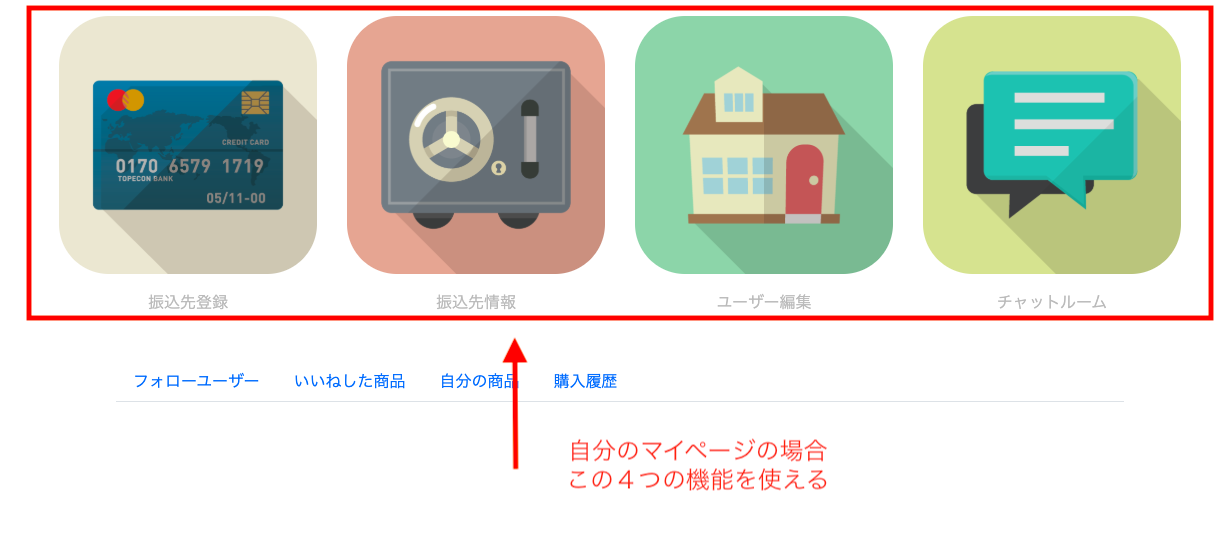 CREDIT CARD
0170 6579 1719
TOPECON BANK
05/11-00
振込先登録
振込先情報
ユーザー編集
チャットルーム
フォローユーザー
いいねした商品
自分の商品
購入履歴
自分のマイページの場合
この４つの機能を使える